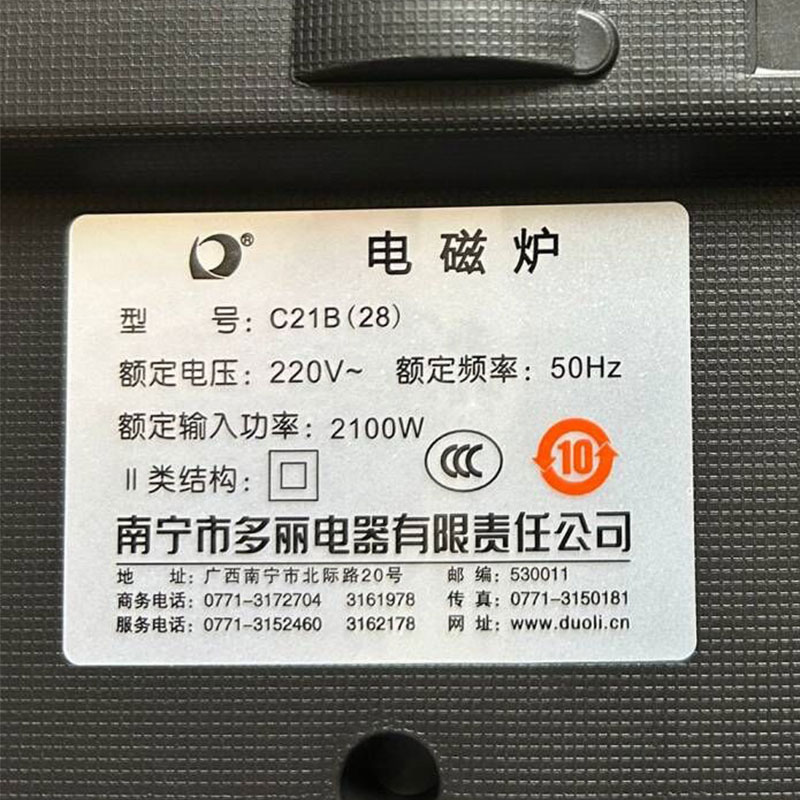 ® 电磁炉
型 号：C21B(28)
额定电压：220V~ 额定频率：50Hz
额定输入功率：2100W
CCC
10
II类结构：
南宁市多丽电器有限责任公司
地 址：广西南宁市北际路20号 邮 编：530011
商务电话：0771-3172704 3161978 传 真：0771-3150181
服务电话：0771-3152460 3162178 网 址：www.duoli.cn